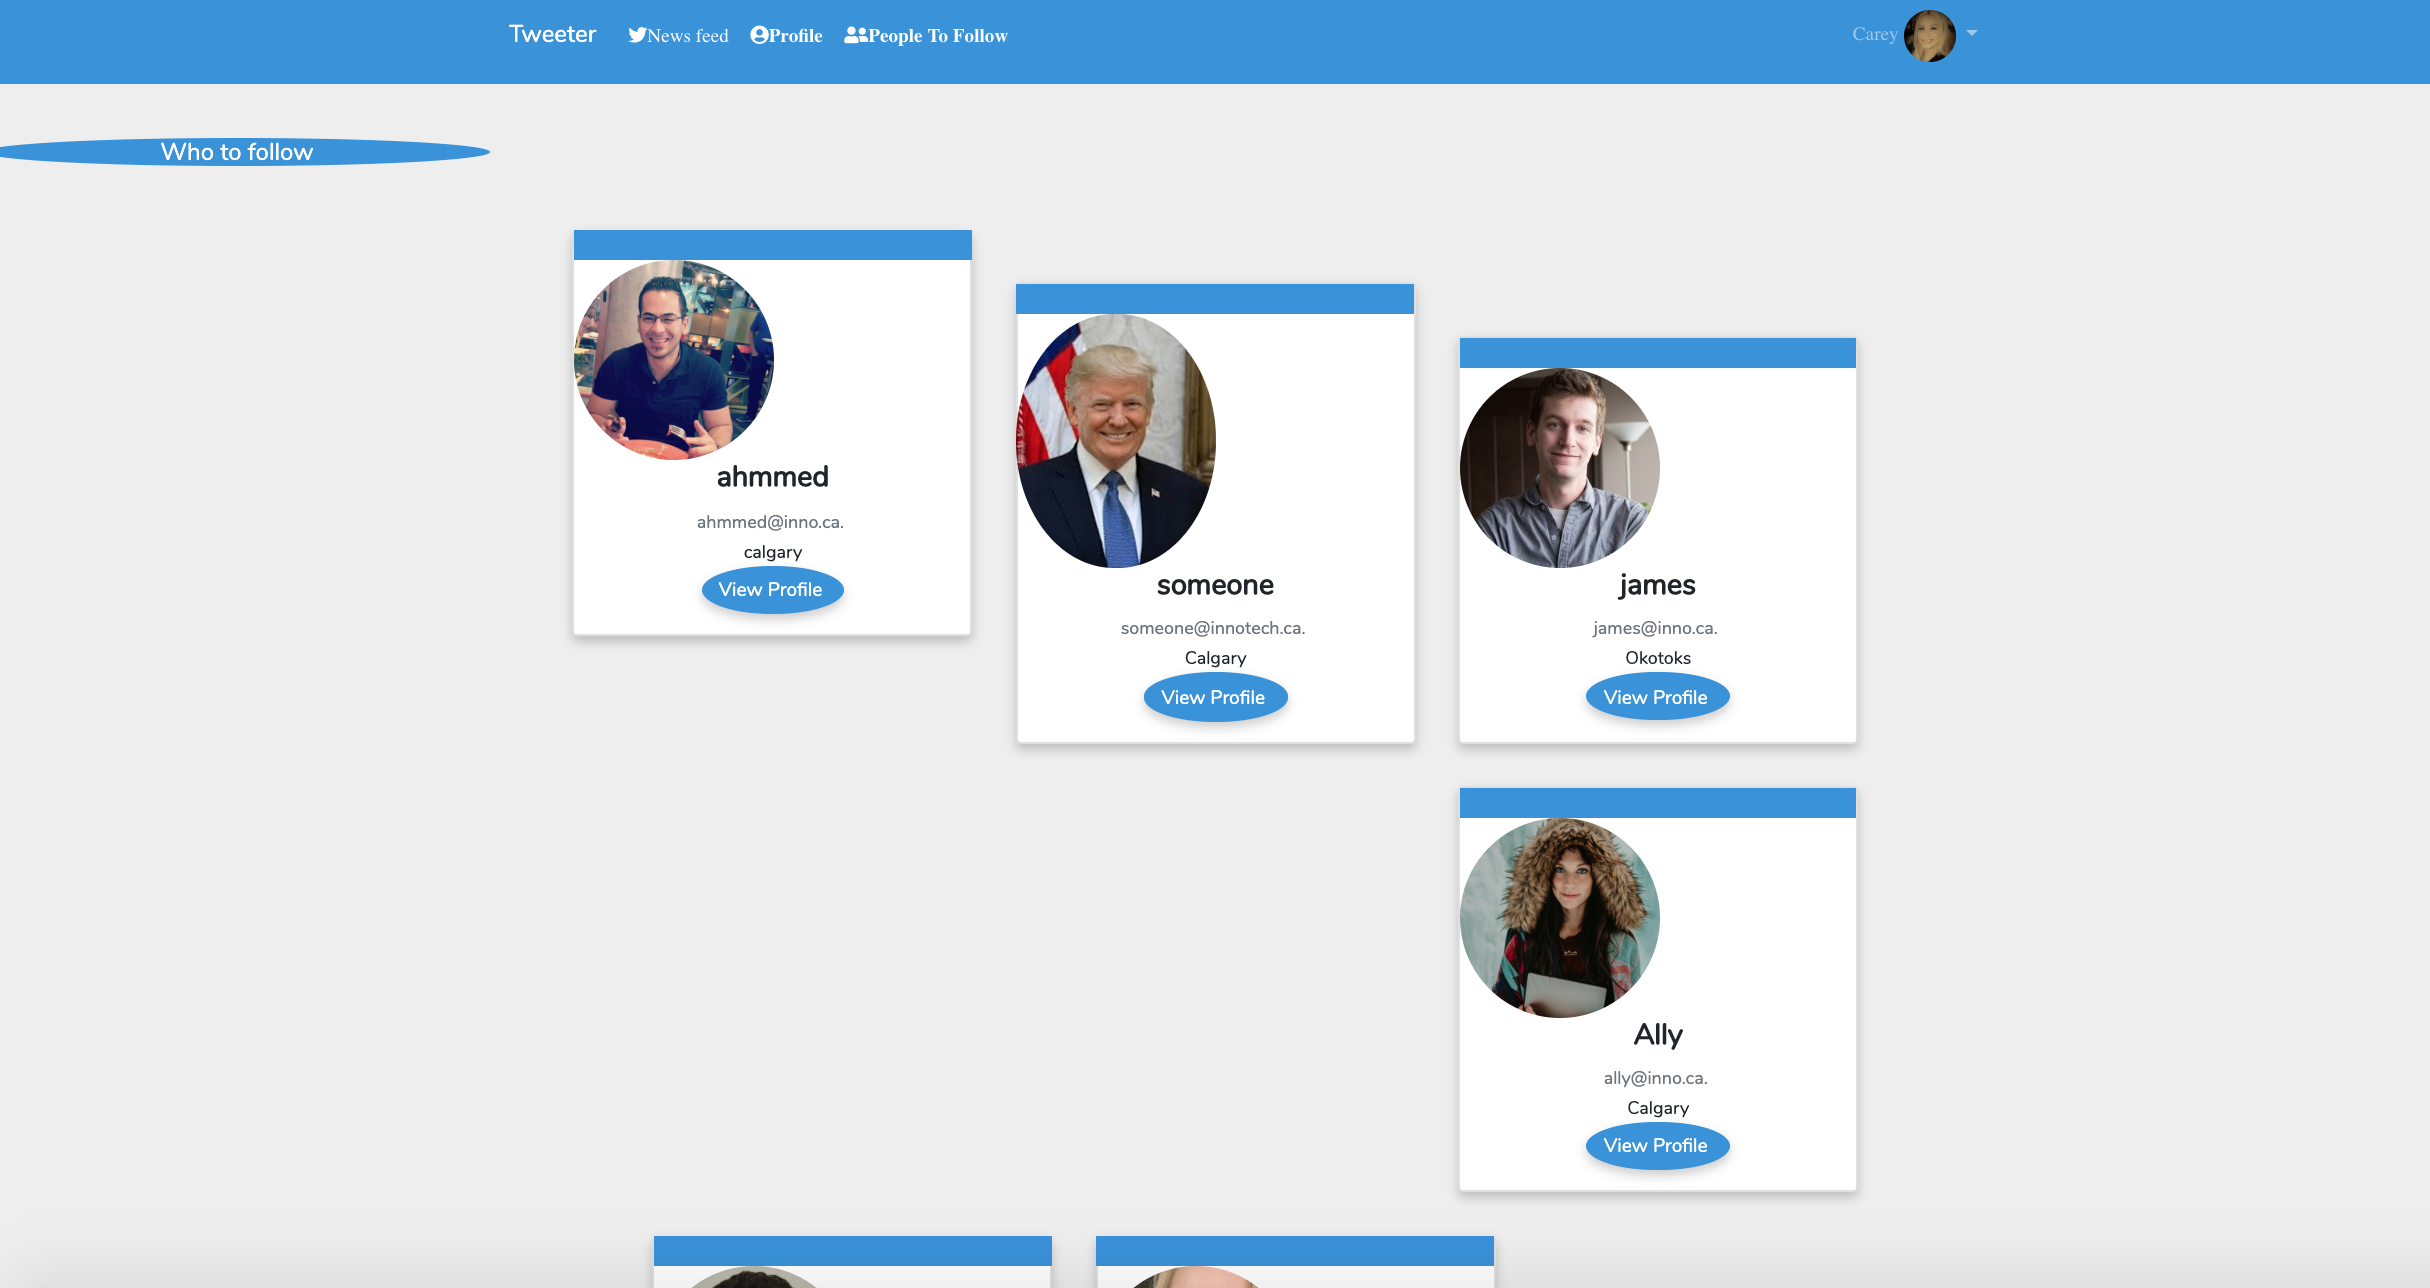 Tweeter News feed Profile People To Follow Carey
Who to follow
ahmmed
ahmmed@inno.ca.
calgary
View Profile
someone
someone@innotech.ca.
Calgary
View Profile
james
james@inno.ca.
Okotoks
View Profile
Ally
ally@inno.ca.
Calgary
View Profile